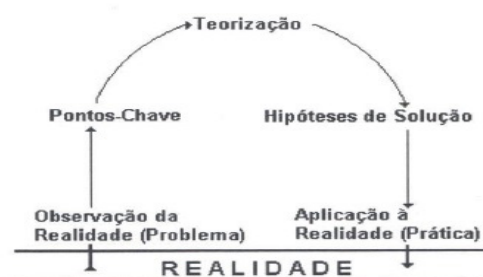 Teorização
Pontos-Chave
Hipóteses de Solução
Observação da
Realidade (Problema)
Aplicação à
Realidade (Prática)
REALIDADE